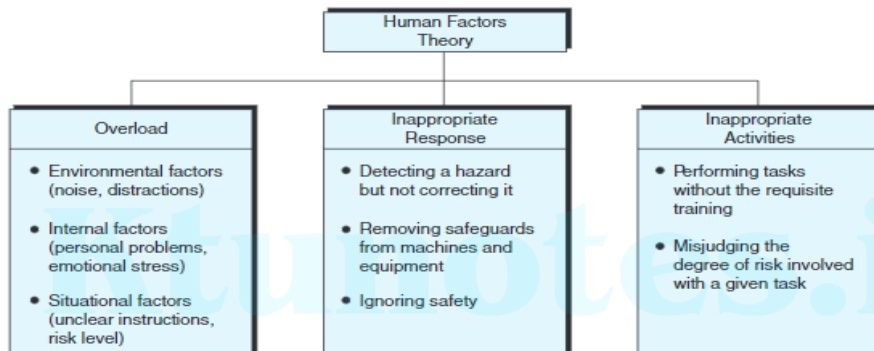 Human Factors
Theory
Overload
● Environmental factors
(noise, distractions)
● Internal factors
(personal problems,
emotional stress)
● Situational factors
(unclear instructions,
risk level)
Inappropriate
Response
● Detecting a hazard
but not correcting it
● Removing safeguards
from machines and
equipment
● Ignoring safety
Inappropriate
Activities
● Performing tasks
without the requisite
training
● Misjudging the
degree of risk involved
with a given task
Ktunotes.i